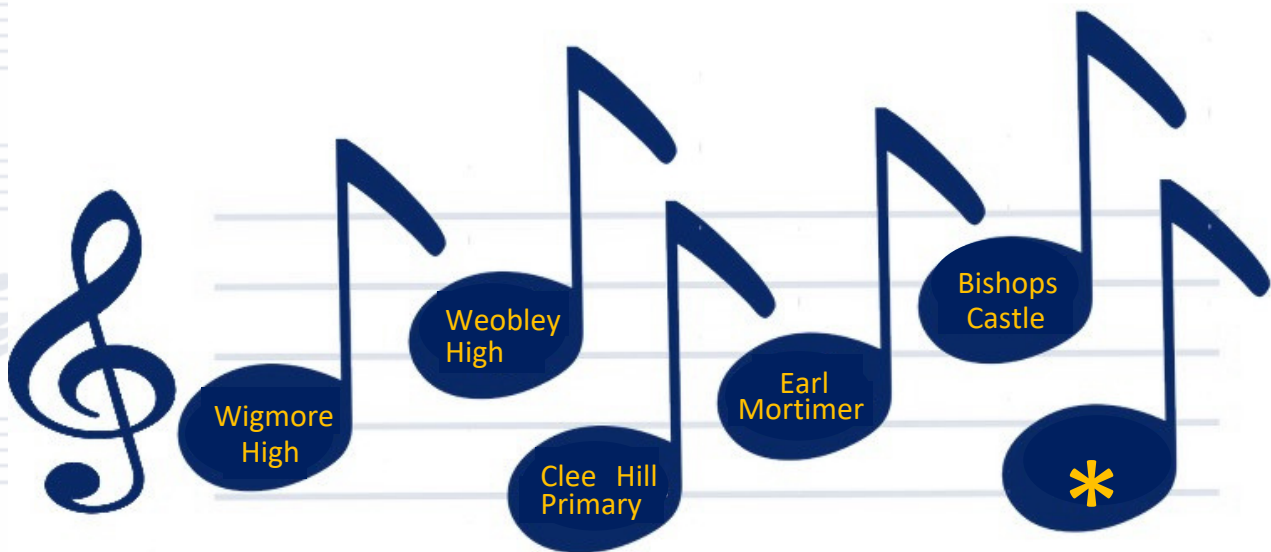 Wigmore
High
Weobley
High
Clee Hill
Primary
Earl
Mortimer
Bishops
Castle
*